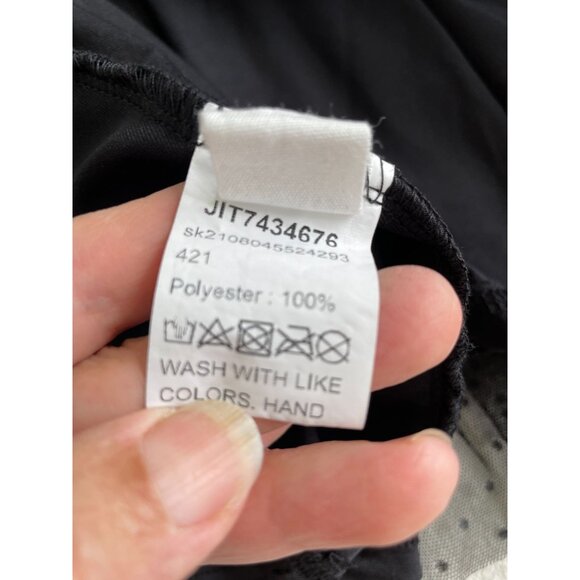 JIT7434676
sk2108045524293
421
Polyester : 100%
WASH WITH LIKE
COLORS. HAND